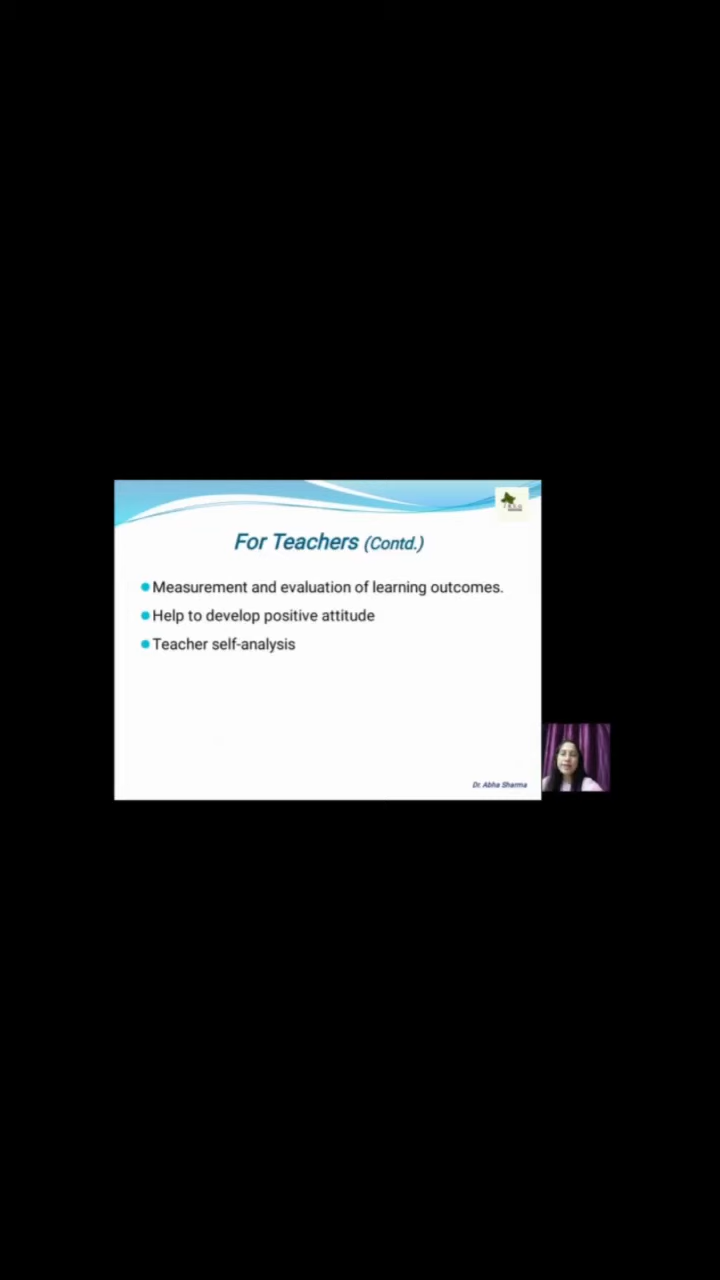 For Teachers (Contd.)
Measurement and evaluation of learning outcomes.
Help to develop positive attitude
Teacher self-analysis
Dr. Abha Sharma